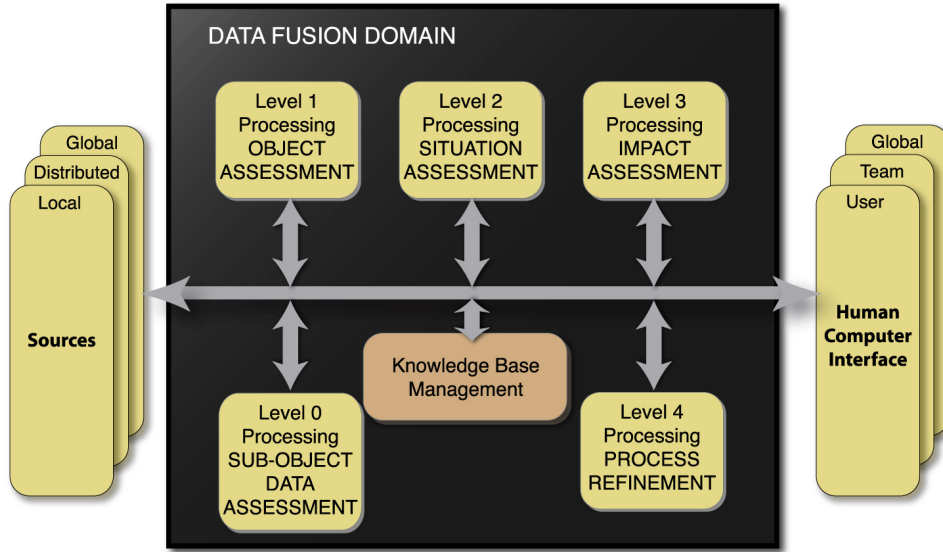 DATA FUSION DOMAIN
Level 1
Processing
OBJECT
ASSESSMENT
Level 2
Processing
SITUATION
ASSESSMENT
Level 3
Processing
IMPACT
ASSESSMENT
Global
Distributed
Local
Sources
Global
Team
User
Human
Computer
Interface
Knowledge Base
Management
Level 0
Processing
SUB-OBJECT
DATA
ASSESSMENT
Level 4
Processing
PROCESS
REFINEMENT